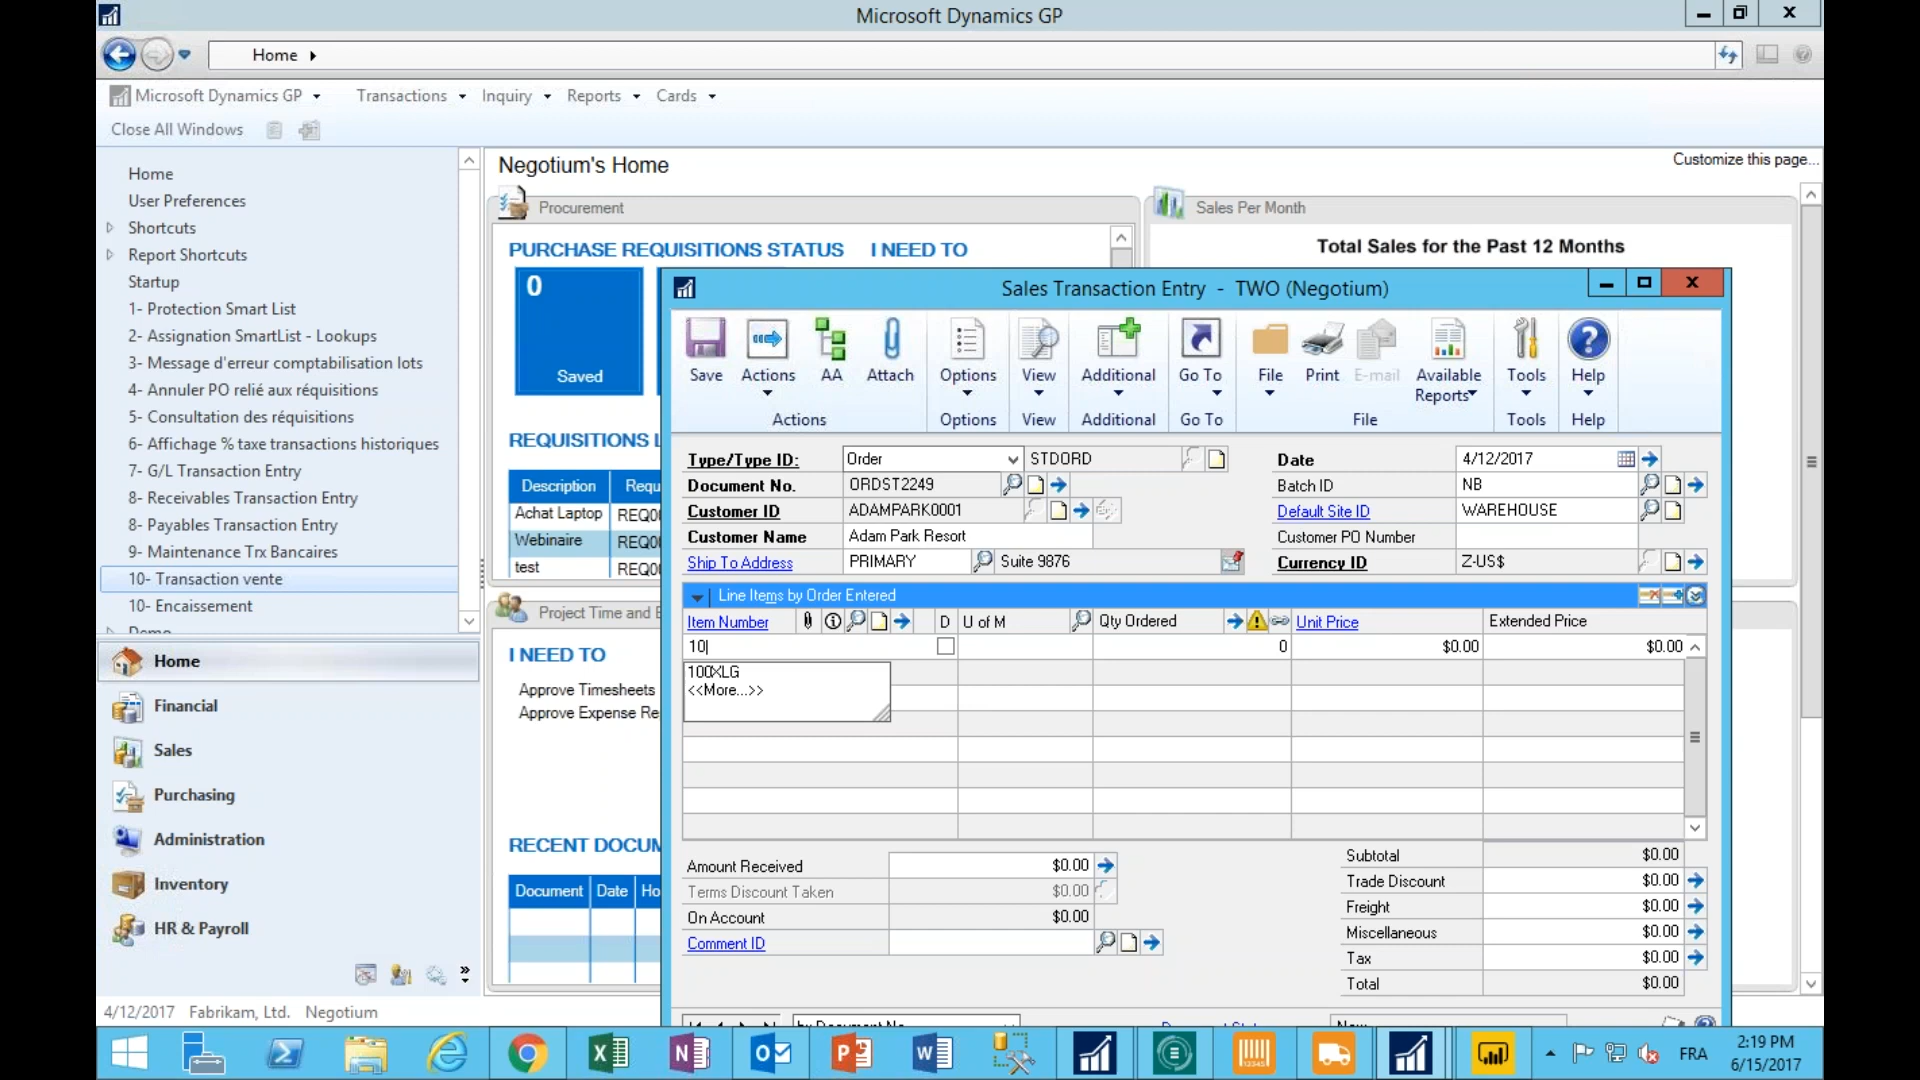 Microsoft Dynamics GP
Home
Microsoft Dynamics GP Transactions Inquiry Reports Cards
Close All Windows
Home
User Preferences
Shortcuts
Report Shortcuts
Startup
1- Protection Smart List
2- Assignation SmartList - Lookups
3- Message d'erreur comptabilisation lots
4- Annuler PO relié aux réquisitions
5- Consultation des réquisitions
6- Affichage % taxe transactions historiques
7- G/L Transaction Entry
8- Receivables Transaction Entry
8- Payables Transaction Entry
9- Maintenance Trx Bancaires
10- Transaction vente
10- Encaissement
Demo
Home
Financial
Sales
Purchasing
Administration
Inventory
HR & Payroll
4/12/2017 Fabrikam, Ltd. Negotium
Negotium's Home
Customize this page...
Procurement
PURCHASE REQUISITIONS STATUS I NEED TO
0
Saved
REQUISITIONS L
Description Requ
Achat Laptop REQ0
Webinaire REQ0
test REQ0
Project Time and E
I NEED TO
Approve Timesheets
Approve Expense Re
RECENT DOCUM
Document Date Ho
Sales Per Month
Total Sales for the Past 12 Months
Sales Transaction Entry - TWO (Negotium)
Save Actions AA Attach Options View Additional Go To File Print E-mail Available Reports Tools Help
Actions Options View Additional Go To File Tools Help
Type/Type ID: Order STDORD
Date 4/12/2017
Document No. ORDST2249
Batch ID NB
Customer ID ADAMPARK0001
Default Site ID WAREHOUSE
Customer Name Adam Park Resort
Customer PO Number
Ship To Address PRIMARY Suite 9876
Currency ID Z-US$
Line Items by Order Entered
Item Number D U of M Qty Ordered Unit Price Extended Price
10 0 $0.00 $0.00
100XLG
<<More...>>
Amount Received $0.00
Terms Discount Taken $0.00
On Account $0.00
Comment ID
Subtotal $0.00
Trade Discount $0.00
Freight $0.00
Miscellaneous $0.00
Tax $0.00
Total $0.00
by Document No.
FRA
2:19 PM
6/15/2017